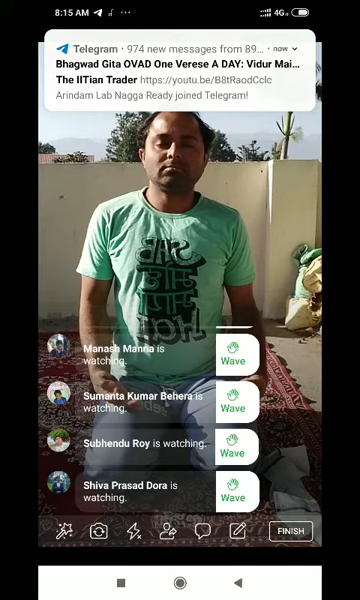 8:15 AM
4G
Telegram • 974 new messages from 89... • now
Bhagwad Gita OVAD One Verese A DAY: Vidur Mai...
The IITian Trader https://youtu.be/B8tRaodCclc
Arindam Lab Nagga Ready joined Telegram!
Manash Manna is
watching.
Wave
Sumanta Kumar Behera is
watching.
Wave
Subhendu Roy is watching.
Wave
Shiva Prasad Dora is
watching.
Wave
FINISH